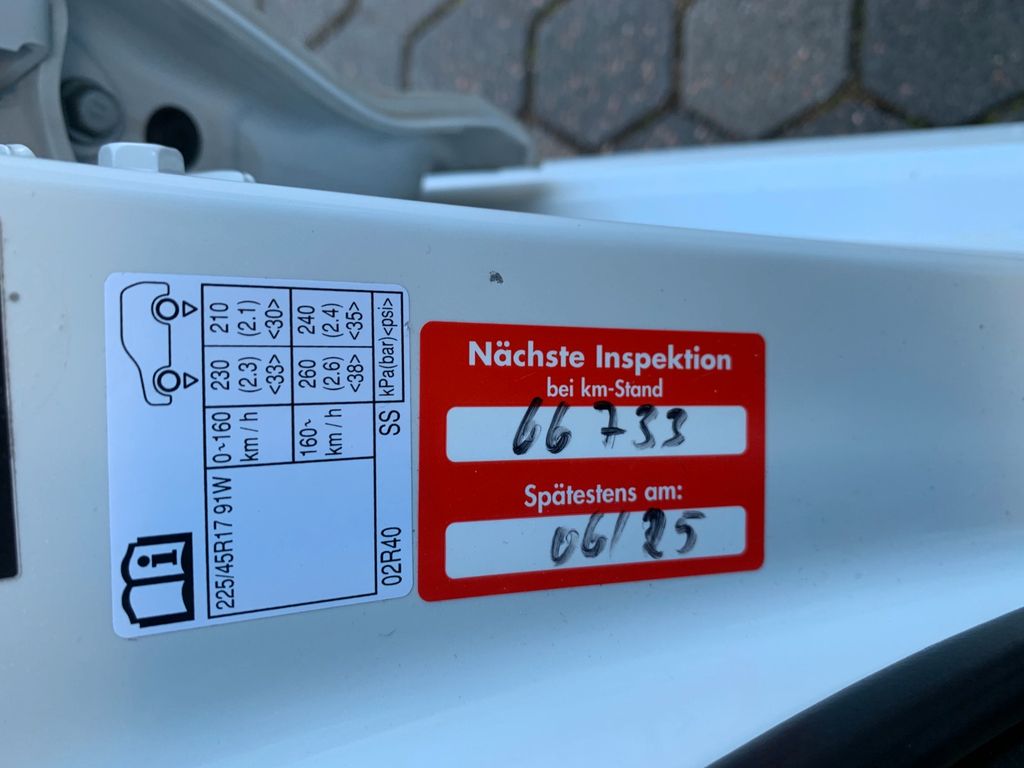 225/45R17 91W 0~160 230 210
km / h (2.3) (2.1)
<33> <30>
160~ 260 240
km / h (2.6) (2.4)
<38> <35>
02R40 SS kPa(bar)<psi>
Nächste Inspektion
bei km-Stand
66 733
Spätestens am:
06/25